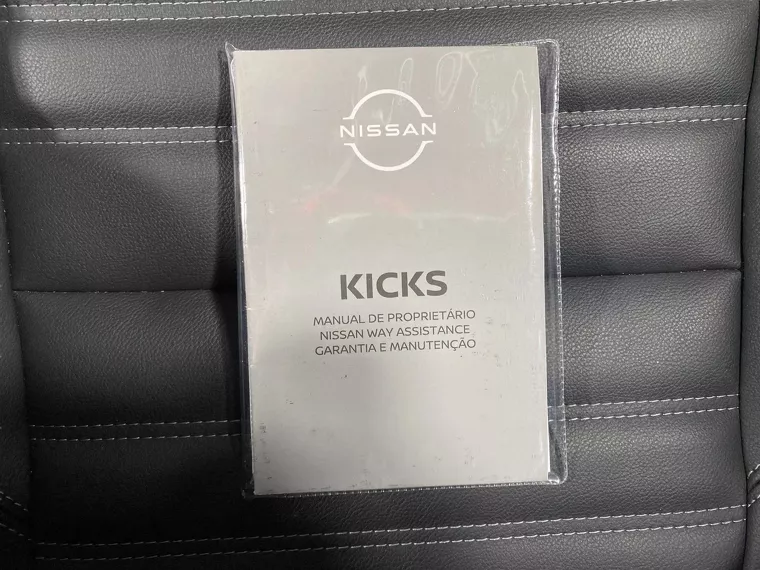 NISSAN
KICKS
MANUAL DE PROPRIETÁRIO
NISSAN WAY ASSISTANCE
GARANTIA E MANUTENÇÃO